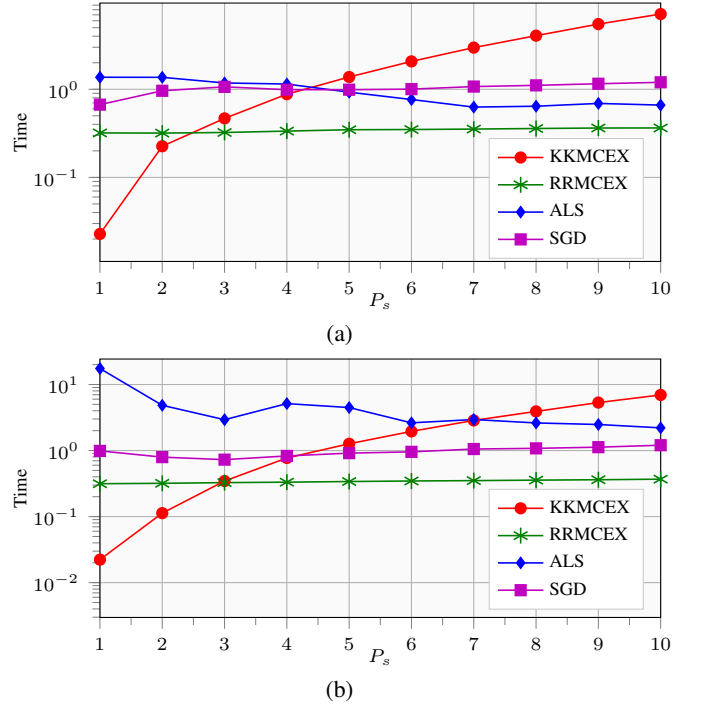 10^0
10^{-1}
Time
KKMCEX
RRMCEX
ALS
SGD
1 2 3 4 5 6 7 8 9 10
P_s
(a)
10^1
10^0
10^{-1}
10^{-2}
Time
KKMCEX
RRMCEX
ALS
SGD
1 2 3 4 5 6 7 8 9 10
P_s
(b)